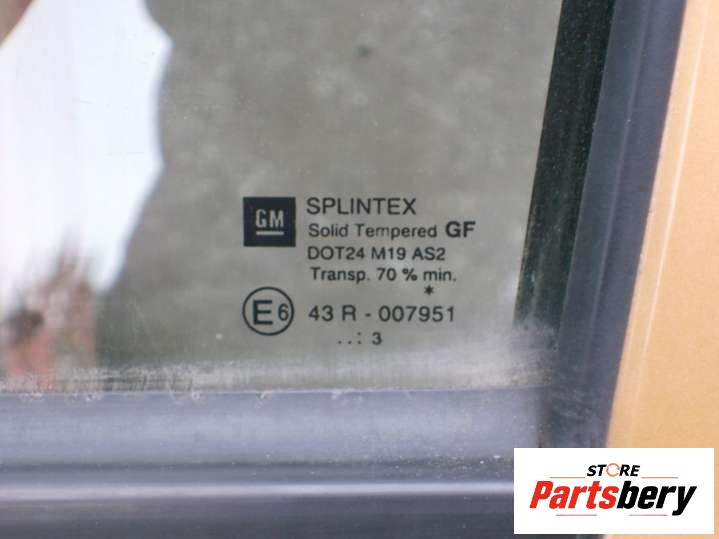 GM
SPLINTEX
Solid Tempered GF
DOT24 M19 AS2
Transp. 70 % min.
*
E6 43 R - 007951
..: 3
STORE
Partsbery